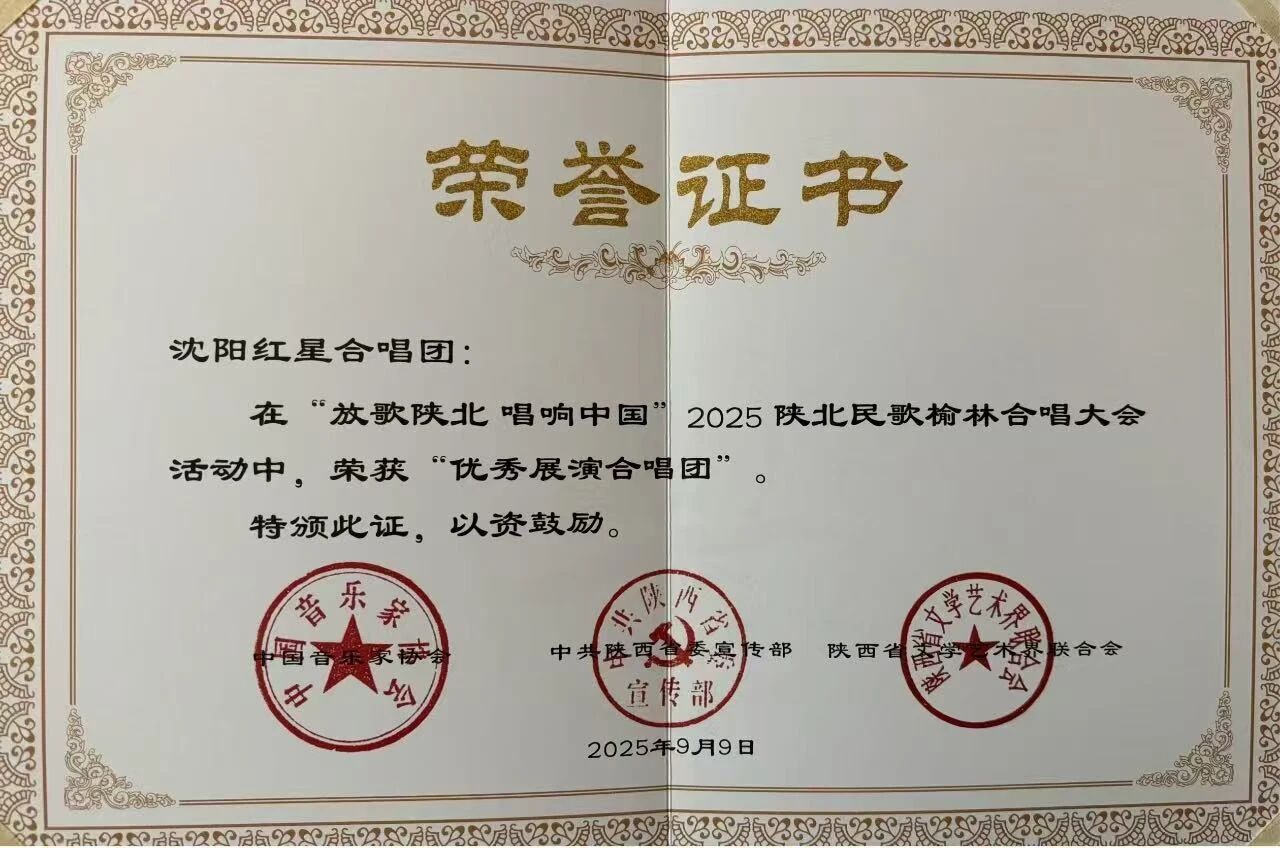 荣誉证书
沈阳红星合唱团：
在“放歌陕北 唱响中国”2025陕北民歌榆林合唱大会
活动中，荣获“优秀展演合唱团”。
特颁此证，以资鼓励。
中国音乐家协会
中共陕西省委宣传部
陕西省文学艺术界联合会
中国音乐家协会 中共陕西省委宣传部 陕西省文学艺术界联合会
2025年9月9日